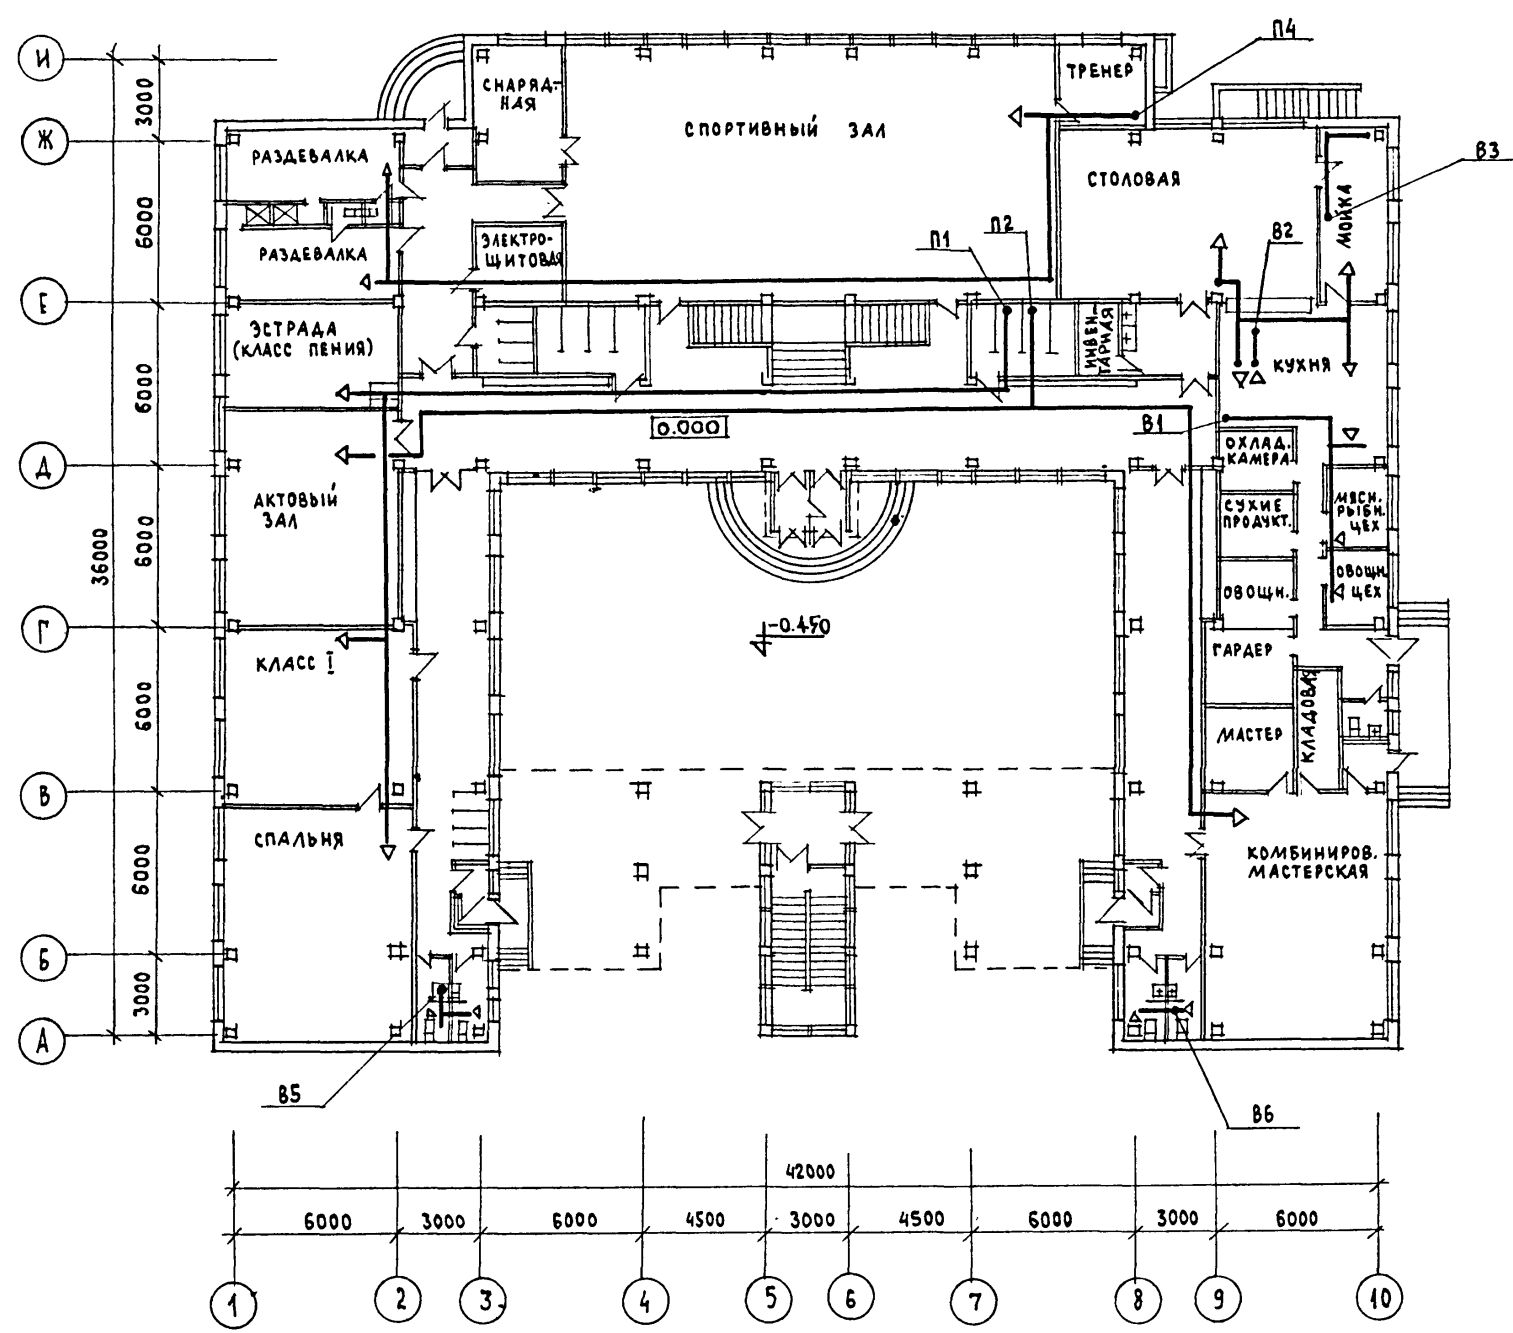 И
П4
СНАРЯД-
НАЯ
ТРЕНЕР
3000
Ж
РАЗДЕВАЛКА
СПОРТИВНЫЙ ЗАЛ
СТОЛОВАЯ
МОЙКА
В3
6000
РАЗДЕВАЛКА
ЭЛЕКТРО-
ЩИТОВАЯ
П1
П2
В2
Е
ЭСТРАДА
(КЛАСС ПЕНИЯ)
ИНВЕН-
ТАРНАЯ
КУХНЯ
6000
0.000
В1
Д
ОХЛАД.
КАМЕРА
АКТОВЫЙ
ЗАЛ
СУХИЕ
ПРОДУКТ.
МЯСН.
РЫБН.
ЦЕХ
36000
6000
ОВОЩН.
ОВОЩН.
ЦЕХ
Г
-0.450
КЛАСС I
ГАРДЕР
КЛАДОВАЯ
6000
МАСТЕР
В
СПАЛЬНЯ
КОМБИНИРОВ.
МАСТЕРСКАЯ
6000
Б
3000
А
В5
В6
42000
6000
3000
6000
4500
3000
4500
6000
3000
6000
1
2
3
4
5
6
7
8
9
10